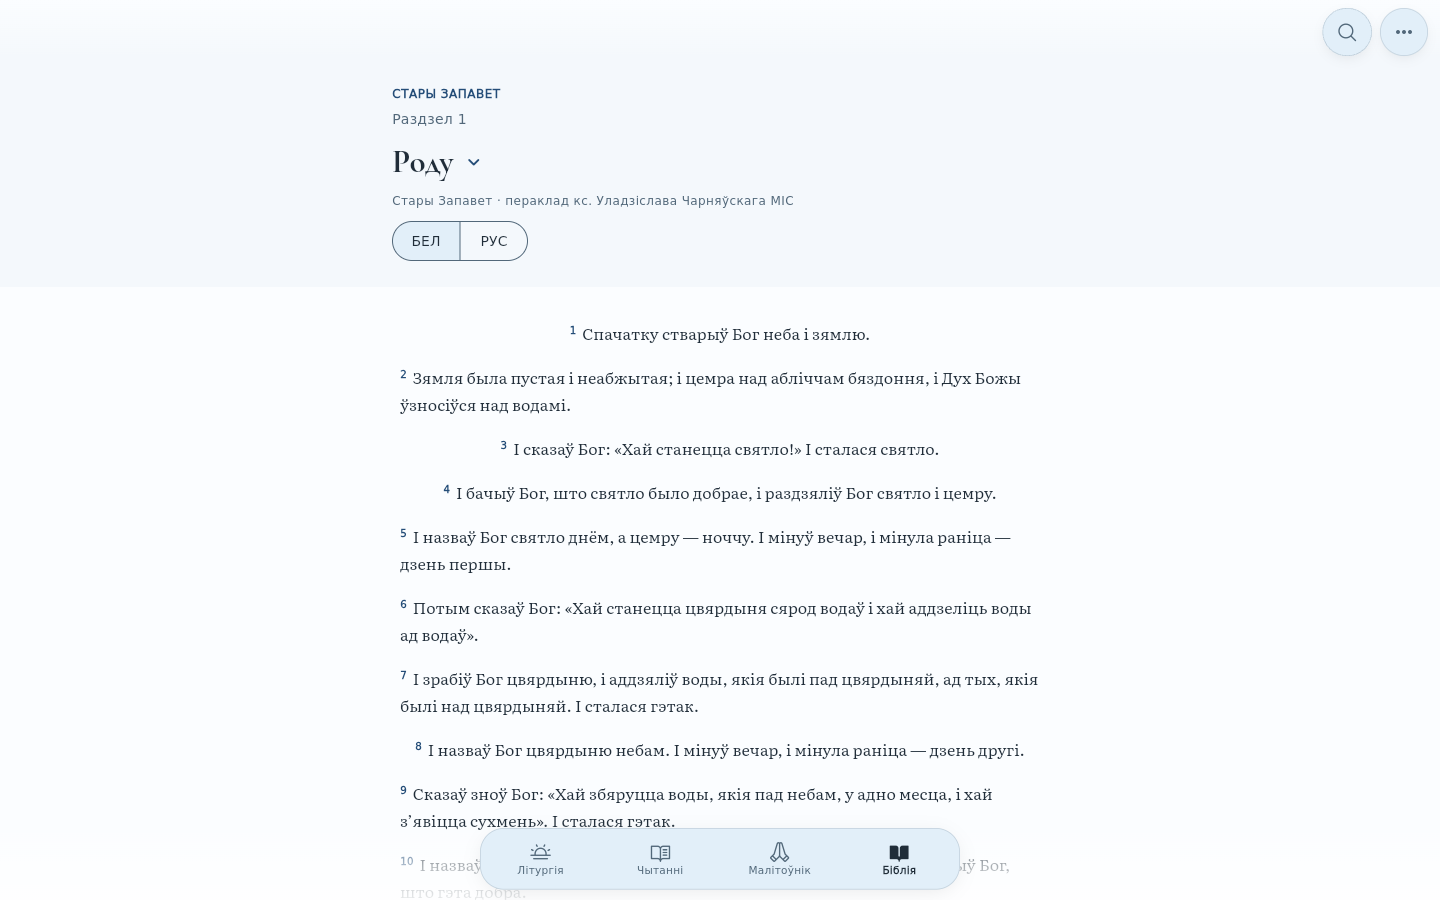 СТАРЫ ЗАПАВЕТ
Раздзел 1
Роду
Стары Запавет · пераклад кс. Уладзіслава Чарняўскага МІС
БЕЛ РУС
1 Спачатку стварыў Бог неба і зямлю.
2 Зямля была пустая і неабжытая; і цемра над абліччам бяздоння, і Дух Божы
ўзносіўся над водамі.
3 І сказаў Бог: «Хай станецца святло!» І сталася святло.
4 І бачыў Бог, што святло было добрае, і раздзяліў Бог святло і цемру.
5 І назваў Бог святло днём, а цемру — ноччу. І мінуў вечар, і мінула раніца —
дзень першы.
6 Потым сказаў Бог: «Хай станецца цвярдыня сярод водаў і хай аддзеліць воды
ад водаў».
7 І зрабіў Бог цвярдыню, і аддзяліў воды, якія былі пад цвярдыняй, ад тых, якія
былі над цвярдыняй. І сталася гэтак.
8 І назваў Бог цвярдыню небам. І мінуў вечар, і мінула раніца — дзень другі.
9 Сказаў зноў Бог: «Хай збяруцца воды, якія пад небам, у адно месца, і хай
з’явіцца сухмень». І сталася гэтак.
10 І назваў Бог,
што гэта добра.
Літургія Чытанні Малітоўнік Біблія